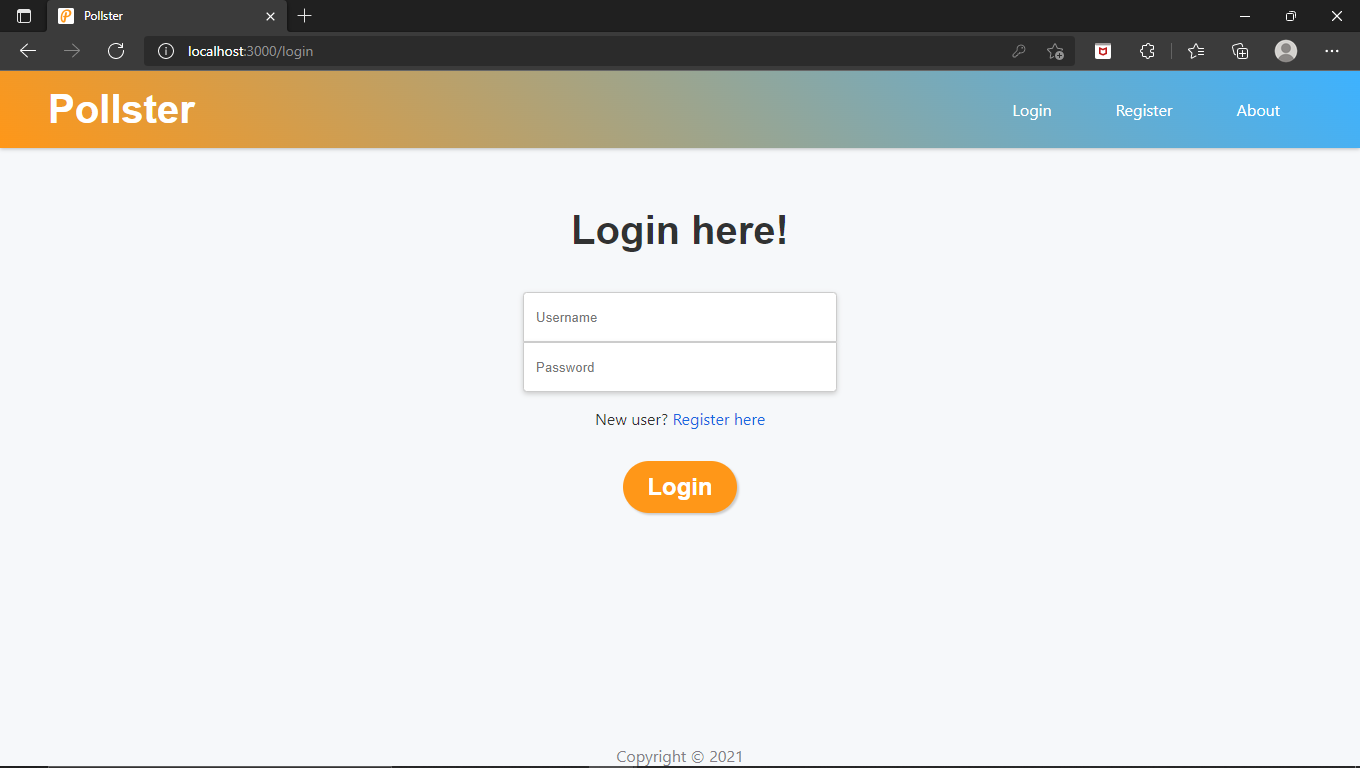 Pollster
localhost:3000/login
Pollster
Login
Register
About
Login here!
Username
Password
New user? Register here
Login
Copyright © 2021